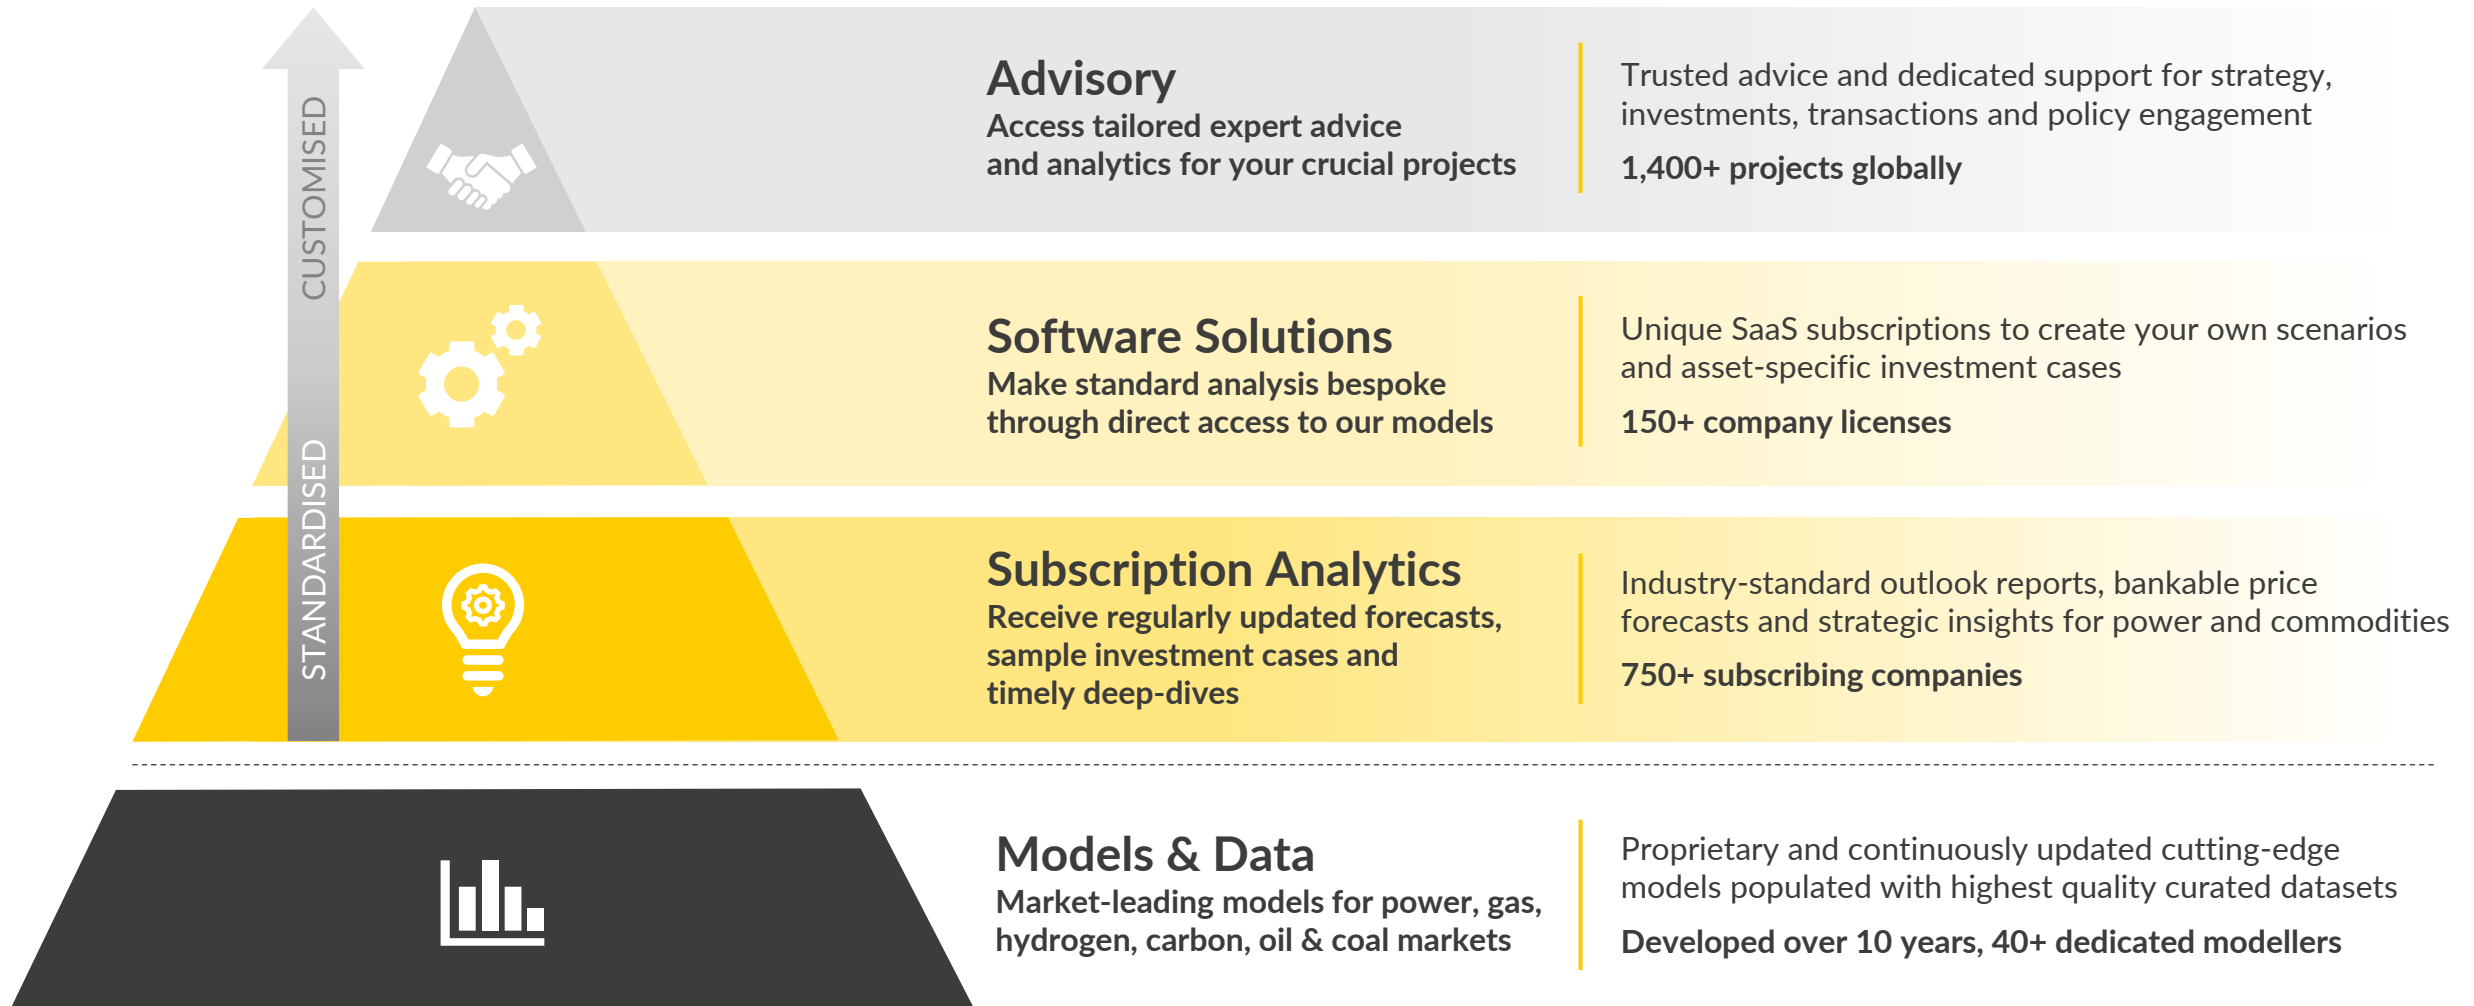 CUSTOMISED
STANDARDISED
Advisory
Access tailored expert advice
and analytics for your crucial projects
Trusted advice and dedicated support for strategy,
investments, transactions and policy engagement
1,400+ projects globally
Software Solutions
Make standard analysis bespoke
through direct access to our models
Unique SaaS subscriptions to create your own scenarios
and asset-specific investment cases
150+ company licenses
Subscription Analytics
Receive regularly updated forecasts,
sample investment cases and
timely deep-dives
Industry-standard outlook reports, bankable price
forecasts and strategic insights for power and commodities
750+ subscribing companies
Models & Data
Market-leading models for power, gas,
hydrogen, carbon, oil & coal markets
Proprietary and continuously updated cutting-edge
models populated with highest quality curated datasets
Developed over 10 years, 40+ dedicated modellers